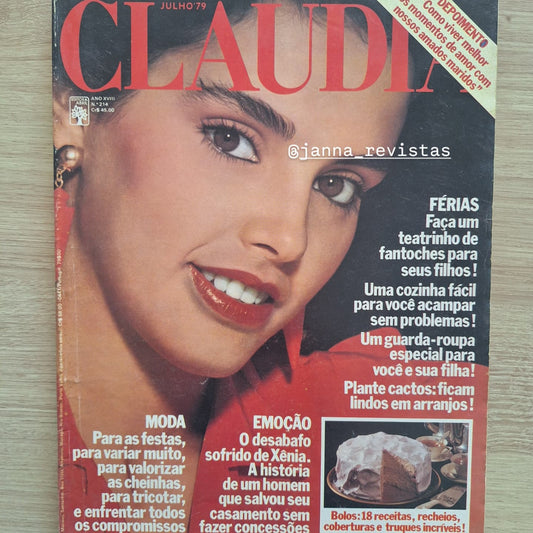 JULHO'79
CLAUDIA
DEPOIMENTO
"Como viver melhor
os momentos de amor com
nossos amados maridos"
ANO XVIII
N.º 214
Cr$ 45,00
@janna_revistas
FÉRIAS
Faça um
teatrinho de
fantoches para
seus filhos!
Uma cozinha fácil
para você acampar
sem problemas!
Um guarda-roupa
especial para
você e sua filha!
Plante cactos: ficam
lindos em arranjos!
MODA
Para as festas,
para variar muito,
para valorizar
as cheinhas,
para tricotar,
e enfrentar todos
os compromissos
EMOÇÃO
O desabafo
sofrido de Xênia.
A história
de um homem
que salvou seu
casamento sem
fazer concessões
Bolos: 18 receitas, recheios,
coberturas e truques incríveis!